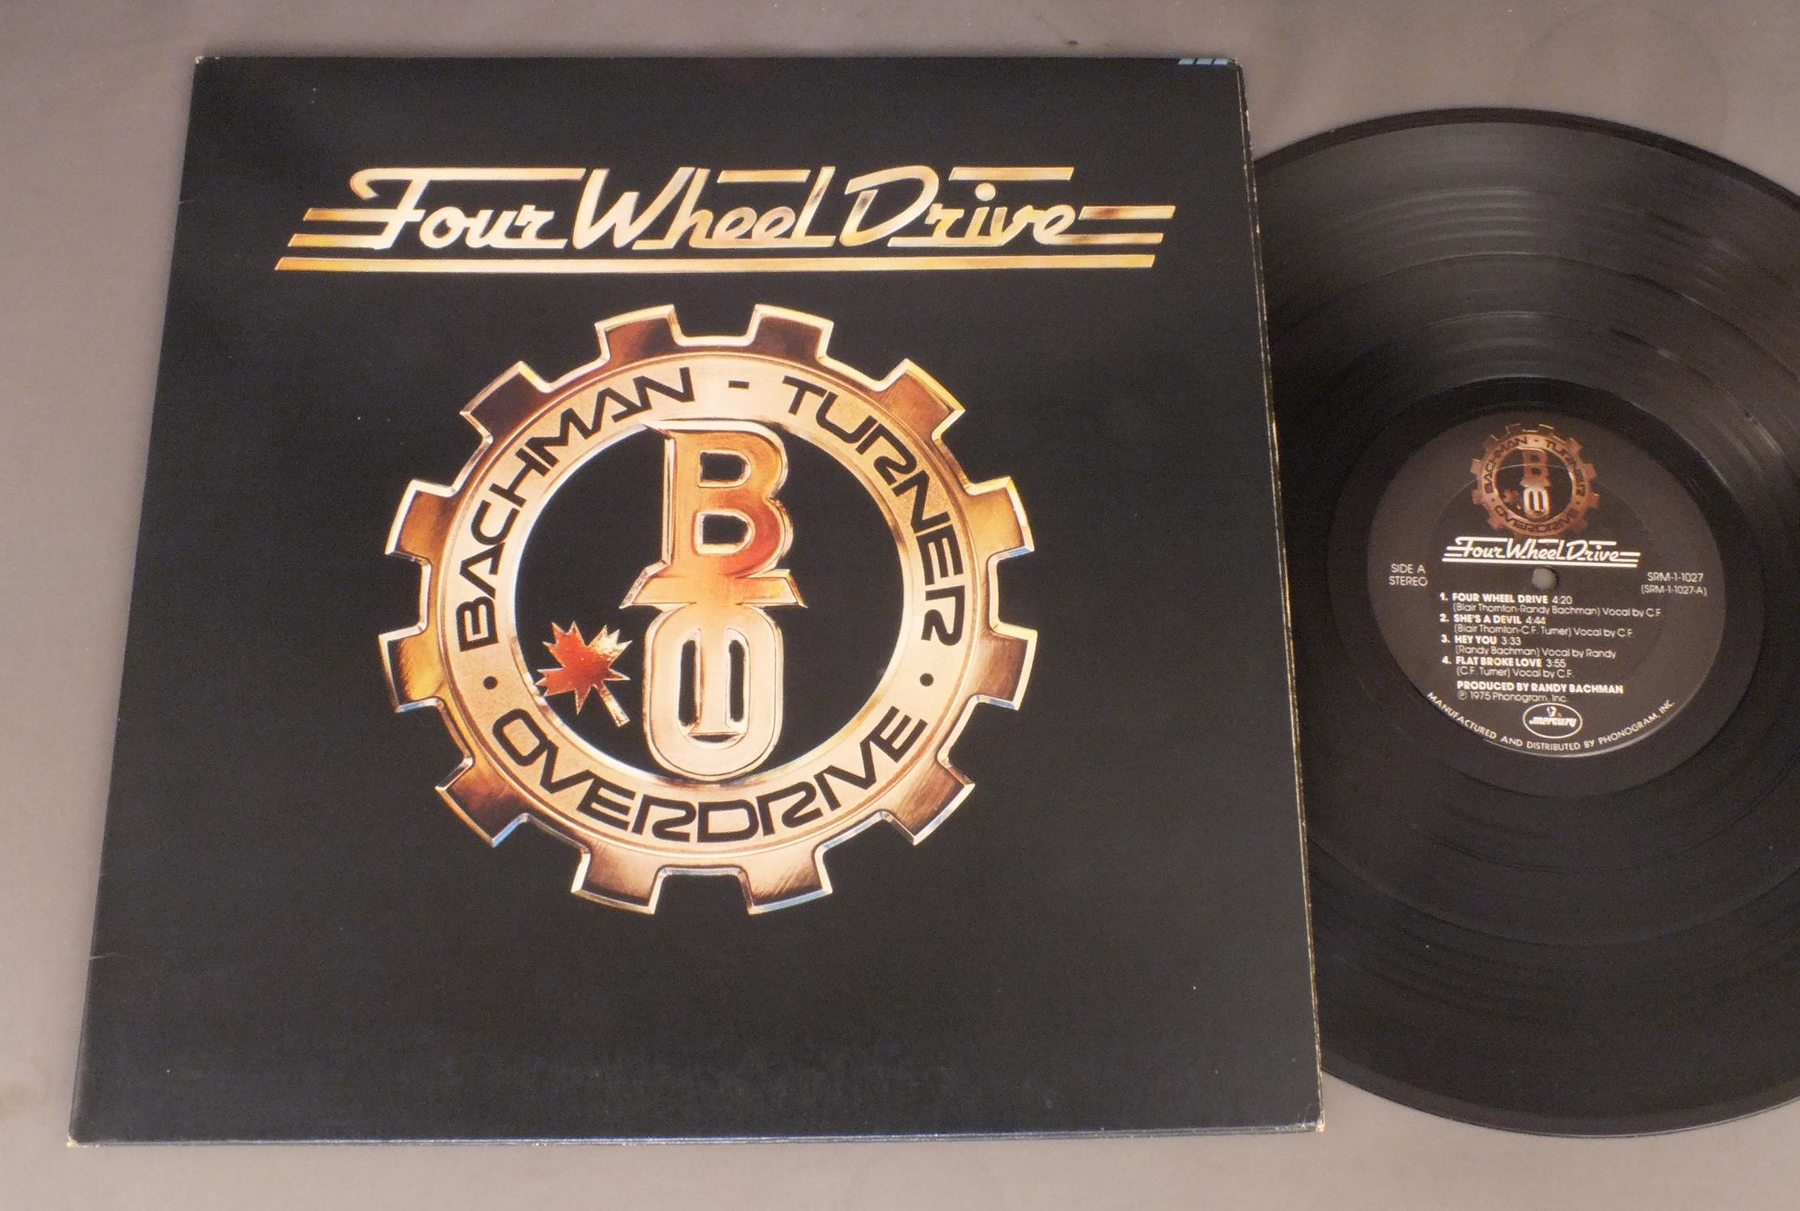 Four Wheel Drive
BACHMAN - TURNER
BTO
• OVERDRIVE •
BACHMAN - TURNER
BTO
• OVERDRIVE •
Four Wheel Drive
SIDE A
STEREO
SRM-1-1027
(SRM-1-1027-A)
1. FOUR WHEEL DRIVE 4:20
(Blair Thornton-Randy Bachman) Vocal by C.F.
2. SHE'S A DEVIL 4:44
(Blair Thornton-C.F. Turner) Vocal by C.F.
3. HEY YOU 3:33
(Randy Bachman) Vocal by Randy
4. FLAT BROKE LOVE 3:55
(C.F. Turner) Vocal by C.F.
PRODUCED BY RANDY BACHMAN
℗ 1975 Phonogram, Inc.
mercury
MANUFACTURED AND DISTRIBUTED BY PHONOGRAM, INC.